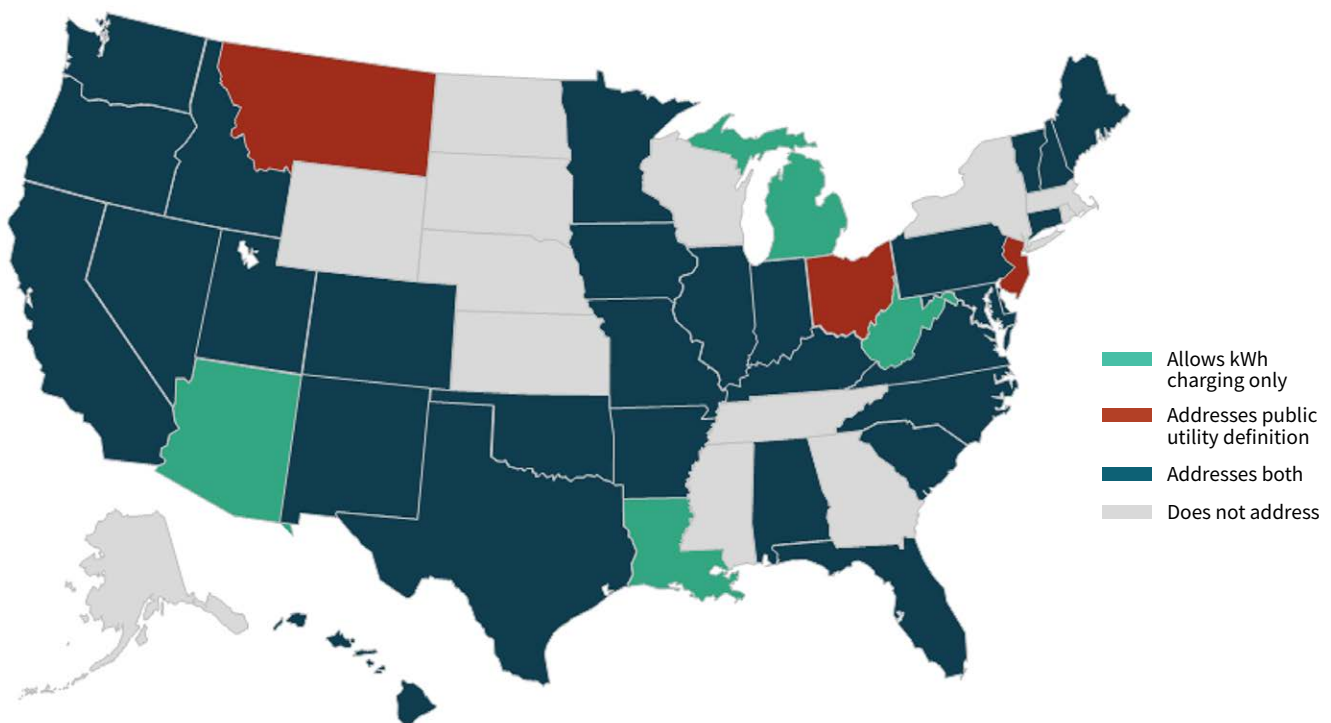 Allows kWh
charging only
Addresses public
utility definition
Addresses both
Does not address